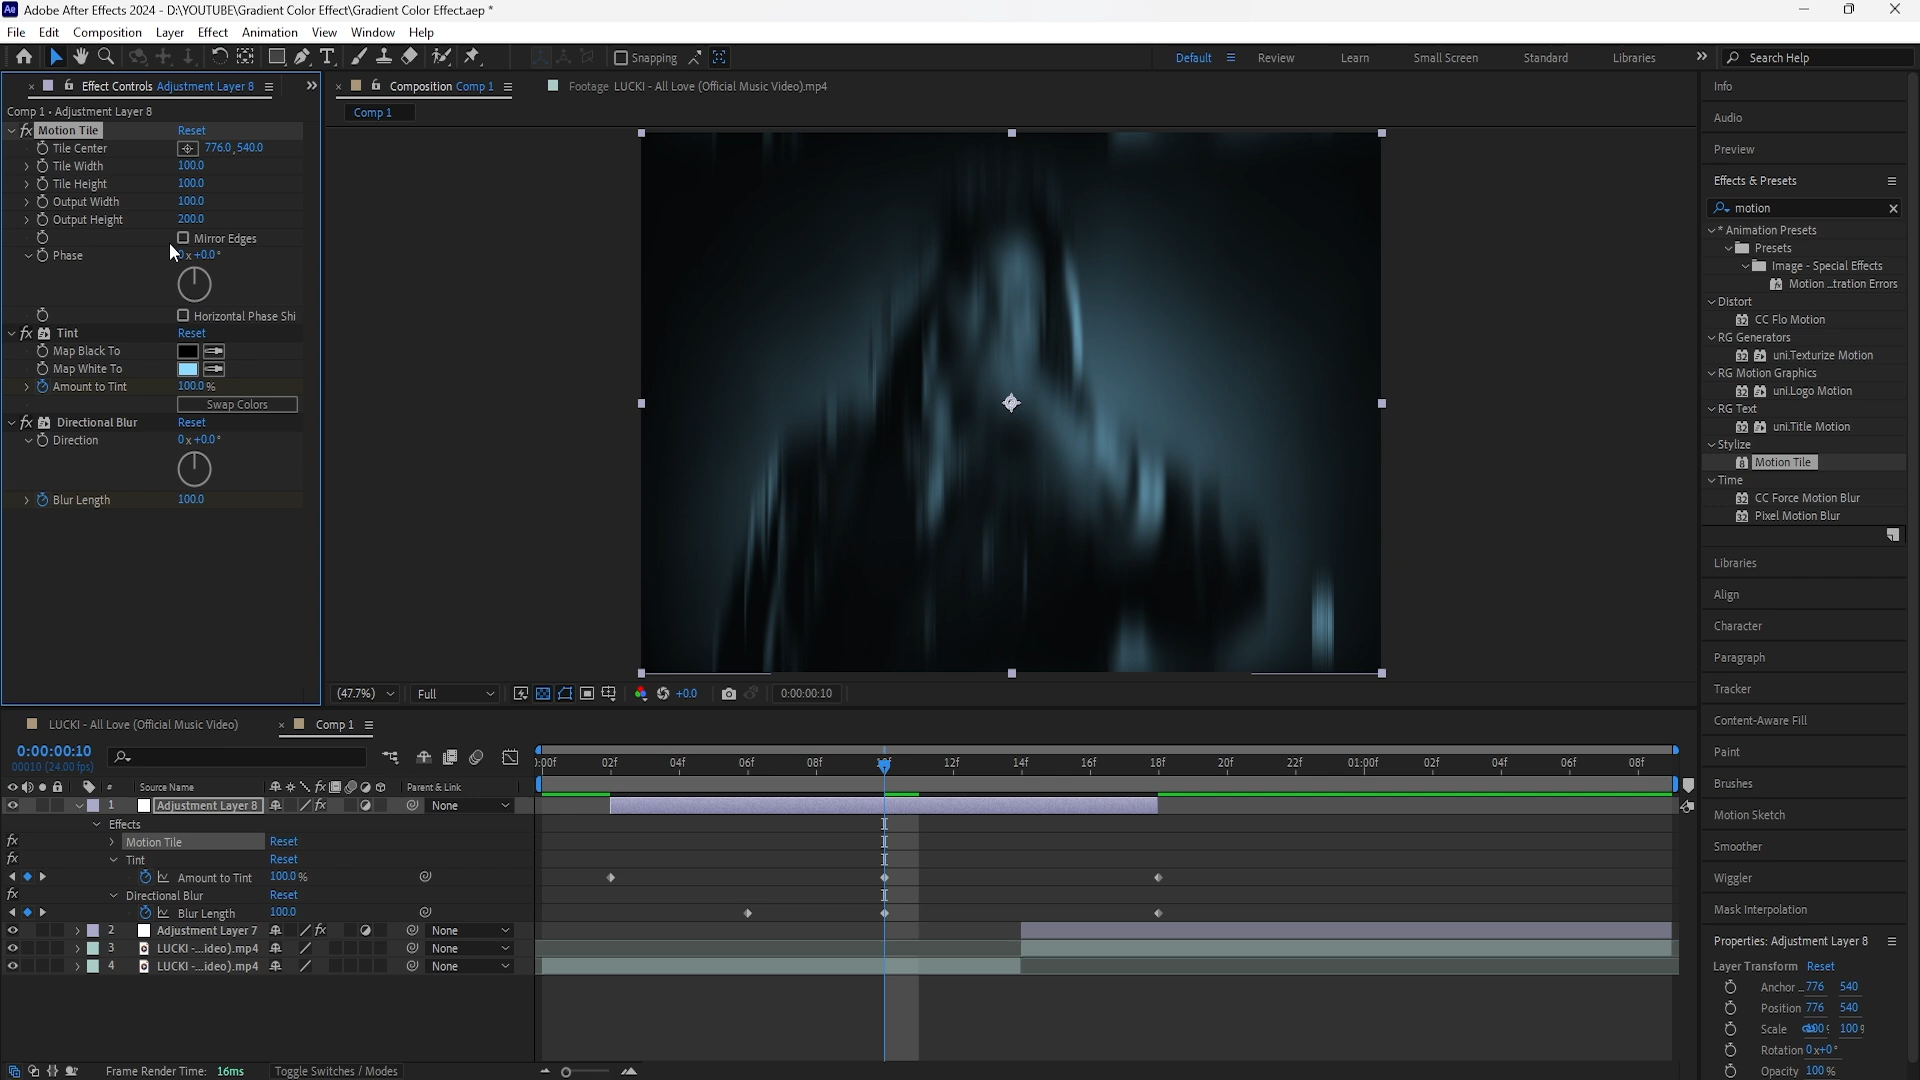 Adobe After Effects 2024 - D:\YOUTUBE\Gradient Color Effect\Gradient Color Effect.aep *
File Edit Composition Layer Effect Animation View Window Help
Snapping Default Review Learn Small Screen Standard Libraries Search Help
Effect Controls Adjustment Layer 8
Comp 1 • Adjustment Layer 8
fx Motion Tile Reset
Tile Center 776.0, 540.0
Tile Width 100.0
Tile Height 100.0
Output Width 100.0
Output Height 200.0
Mirror Edges
Phase 0x+0.0°
Horizontal Phase Shi
fx Tint Reset
Map Black To
Map White To
Amount to Tint 100.0 %
Swap Colors
fx Directional Blur Reset
Direction 0x+0.0°
Blur Length 100.0
Composition Comp 1
Footage LUCKI - All Love (Official Music Video).mp4
Comp 1
(47.7%) Full +0.0 0:00:00:10
Info
Audio
Preview
Effects & Presets
motion
* Animation Presets
Presets
Image - Special Effects
Motion ...tration Errors
Distort
CC Flo Motion
RG Generators
uni.Texturize Motion
RG Motion Graphics
uni.Logo Motion
RG Text
uni.Title Motion
Stylize
Motion Tile
Time
CC Force Motion Blur
Pixel Motion Blur
Libraries
Align
Character
Paragraph
Tracker
Content-Aware Fill
Paint
Brushes
Motion Sketch
Smoother
Wiggler
Mask Interpolation
Properties: Adjustment Layer 8
Layer Transform Reset
Anchor ... 776 540
Position 776 540
Scale 100 100
Rotation 0x+0°
Opacity 100 %
LUCKI - All Love (Official Music Video) Comp 1
0:00:00:10
00010 (24.00 fps)
:00f 02f 04f 06f 08f 10f 12f 14f 16f 18f 20f 22f 01:00f 02f 04f 06f 08f
# Source Name Parent & Link
1 Adjustment Layer 8 fx None
Effects
fx Motion Tile Reset
fx Tint Reset
Amount to Tint 100.0 %
fx Directional Blur Reset
Blur Length 100.0
2 Adjustment Layer 7 fx None
3 LUCKI -...ideo).mp4 None
4 LUCKI -...ideo).mp4 None
Frame Render Time: 16ms Toggle Switches / Modes